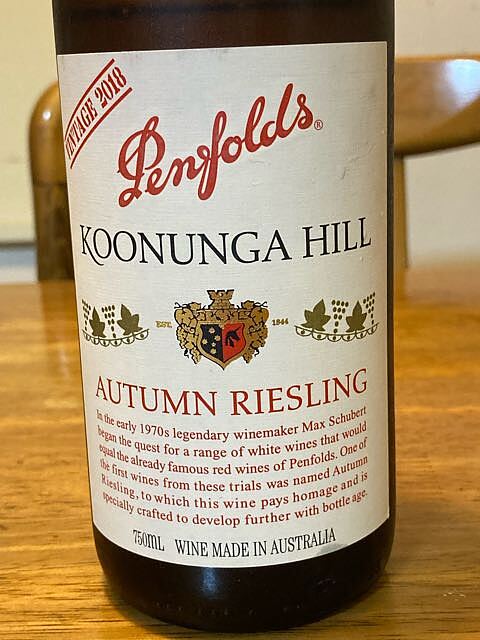 VINTAGE 2018
Penfolds®
KOONUNGA HILL
EST. 1844
AUTUMN RIESLING
In the early 1970s legendary winemaker Max Schubert
began the quest for a range of white wines that would
equal the already famous red wines of Penfolds. One of
the first wines from these trials was named Autumn
Riesling, to which this wine pays homage and is
specially crafted to develop further with bottle age.
750mL WINE MADE IN AUSTRALIA